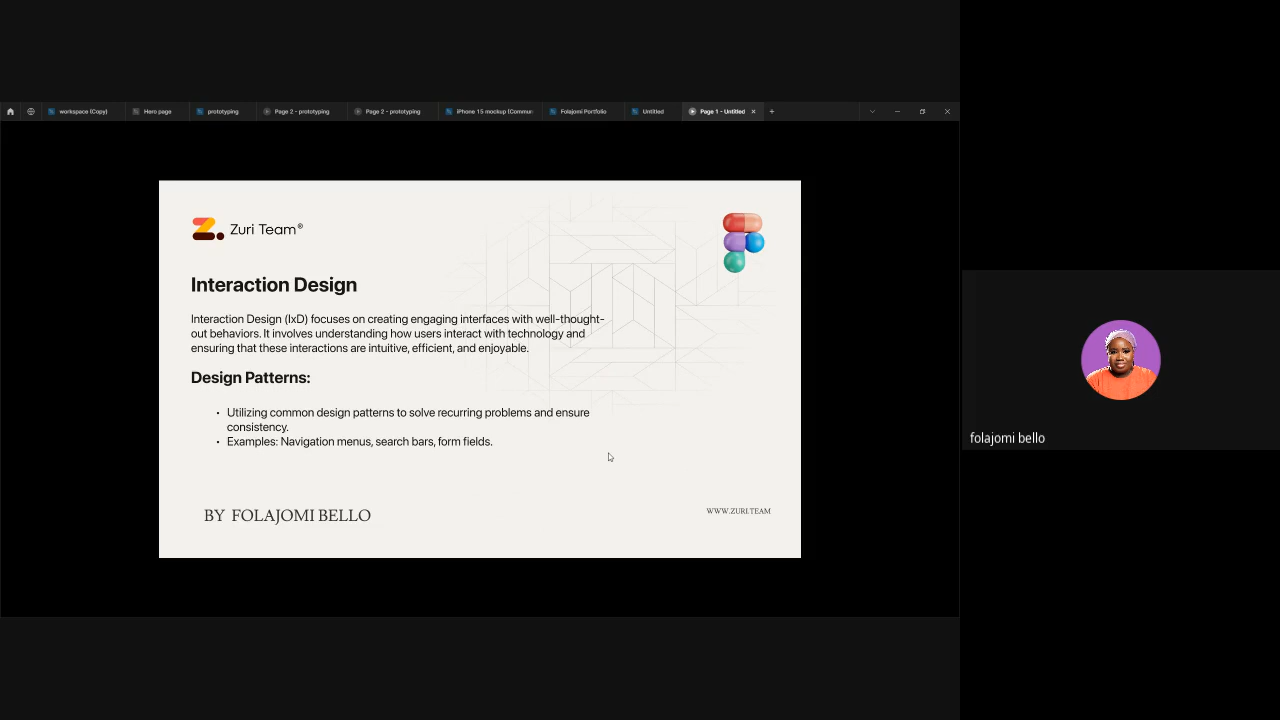 workspace (Copy)
Hero page
prototyping
Page 2 - prototyping
Page 2 - prototyping
iPhone 15 mockup (Commun
Folajomi Portfolio
Untitled
Page 1 - Untitled
Zuri Team®
Interaction Design
Interaction Design (IxD) focuses on creating engaging interfaces with well-thought-
out behaviors. It involves understanding how users interact with technology and
ensuring that these interactions are intuitive, efficient, and enjoyable.
Design Patterns:
• Utilizing common design patterns to solve recurring problems and ensure
consistency.
• Examples: Navigation menus, search bars, form fields.
BY FOLAJOMI BELLO
WWW.ZURI.TEAM
folajomi bello